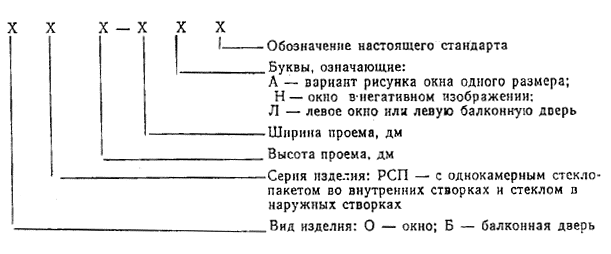 Х Х Х – Х Х Х
Обозначение настоящего стандарта
Буквы, означающие:
А — вариант рисунка окна одного размера;
Н — окно в негативном изображении;
Л — левое окно или левую балконную дверь
Ширина проема, дм
Высота проема, дм
Серия изделия: РСП — с однокамерным стекло-
пакетом во внутренних створках и стеклом в
наружных створках
Вид изделия: О — окно; Б — балконная дверь